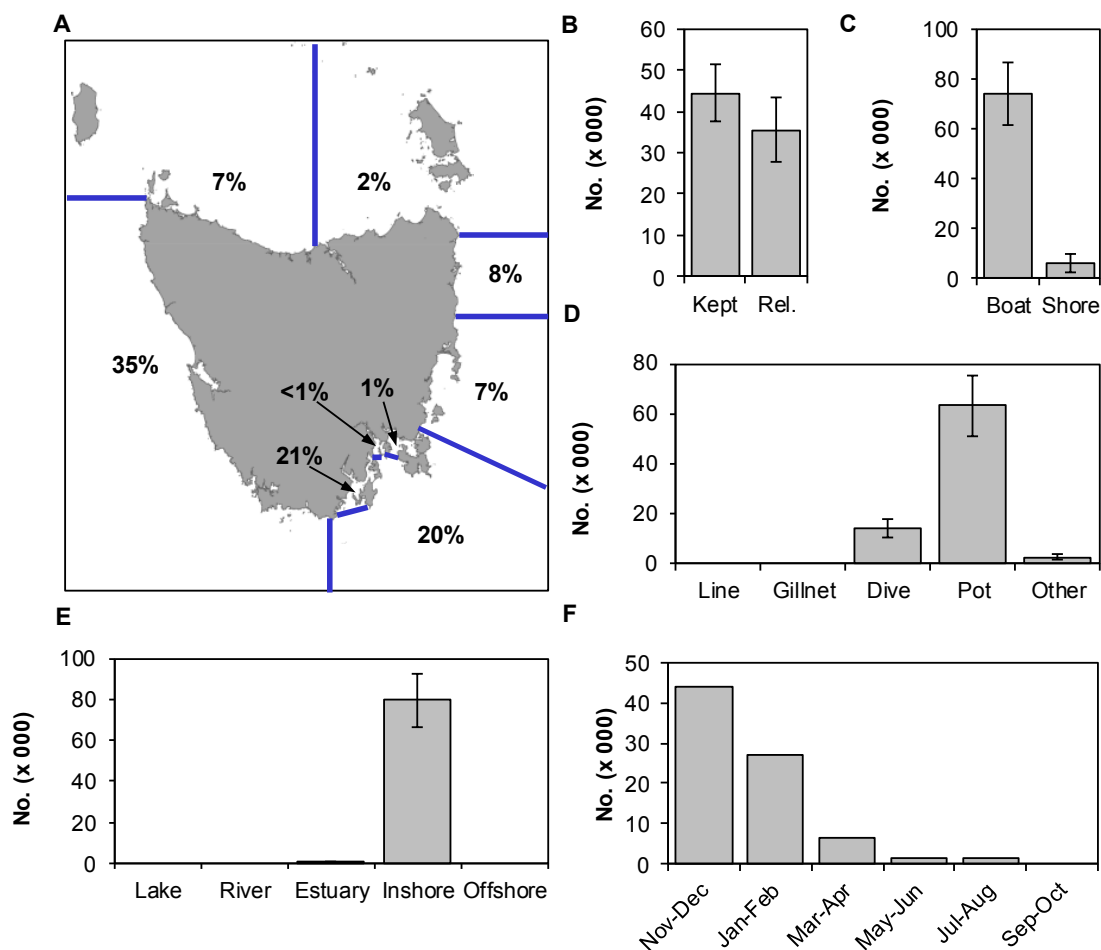 A
7%
2%
8%
35%
7%
<1%
1%
21%
20%
B
No. (x 000)
60
50
40
30
20
10
0
Kept Rel.
C
No. (x 000)
100
80
60
40
20
0
Boat Shore
D
No. (x 000)
80
60
40
20
0
Line Gillnet Dive Pot Other
E
No. (x 000)
100
80
60
40
20
0
Lake River Estuary Inshore Offshore
F
No. (x 000)
50
40
30
20
10
0
Nov-Dec
Jan-Feb
Mar-Apr
May-Jun
Jul-Aug
Sep-Oct